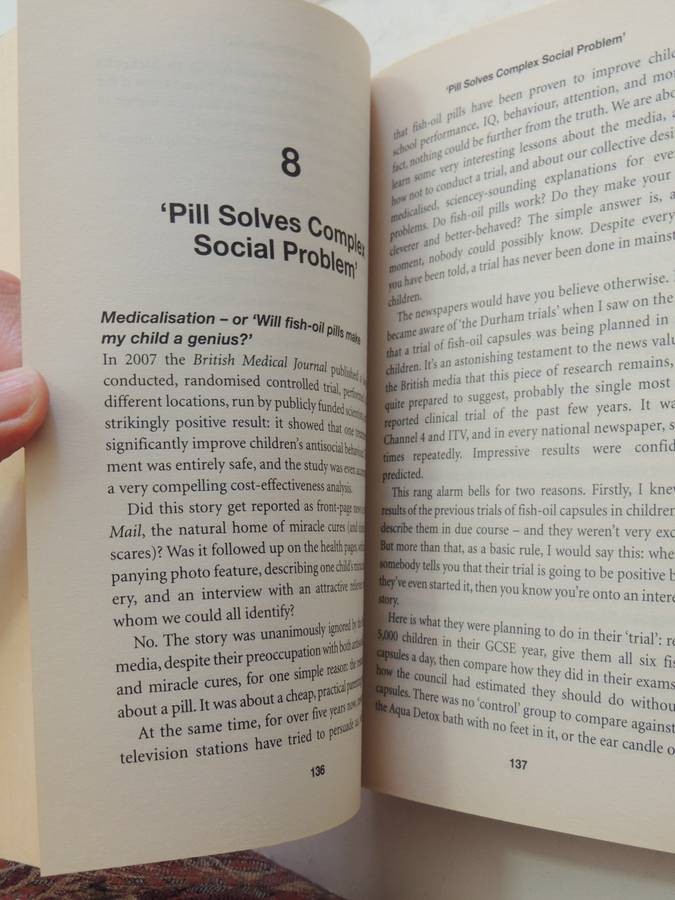 8
‘Pill Solves Complex
Social Problem’
Medicalisation – or ‘Will fish-oil pills make
my child a genius?’
In 2007 the British Medical Journal published a
conducted, randomised controlled trial,
different locations, run by publicly funded
strikingly positive result: it showed that one
significantly improve children’s antisocial
ment was entirely safe, and the study was even
a very compelling cost-effectiveness analysis.
Did this story get reported as front-page
Mail, the natural home of miracle cures (and
scares)? Was it followed up on the health pages,
panying photo feature, describing one child’s
ery, and an interview with an attractive
whom we could all identify?
No. The story was unanimously ignored by
media, despite their preoccupation with both
and miracle cures, for one simple reason: the
about a pill. It was about a cheap, practical
At the same time, for over five years now,
television stations have tried to persuade
136
‘Pill Solves Complex Social Problem’
that fish-oil pills have been proven to improve
school performance, IQ, behaviour, attention, and
fact, nothing could be further from the truth. We are
learn some very interesting lessons about the media,
how not to conduct a trial, and about our collective
medicalised, sciencey-sounding explanations for
problems. Do fish-oil pills work? Do they make your
cleverer and better-behaved? The simple answer is,
moment, nobody could possibly know. Despite
you have been told, a trial has never been done in
children.
The newspapers would have you believe otherwise.
became aware of ‘the Durham trials’ when I saw on the
that a trial of fish-oil capsules was being planned in
children. It’s an astonishing testament to the news
the British media that this piece of research remains,
quite prepared to suggest, probably the single most
reported clinical trial of the past few years. It
Channel 4 and ITV, and in every national newspaper,
times repeatedly. Impressive results were
predicted.
This rang alarm bells for two reasons. Firstly, I
results of the previous trials of fish-oil capsules in children
describe them in due course – and they weren’t very
But more than that, as a basic rule, I would say this:
somebody tells you that their trial is going to be positive
they’ve even started it, then you know you’re onto an
story.
Here is what they were planning to do in their ‘trial’:
5,000 children in their GCSE year, give them all six
capsules a day, then compare how they did in their exams
how the council had estimated they should do
capsules. There was no ‘control’ group to compare against
the Aqua Detox bath with no feet in it, or the ear candle
137